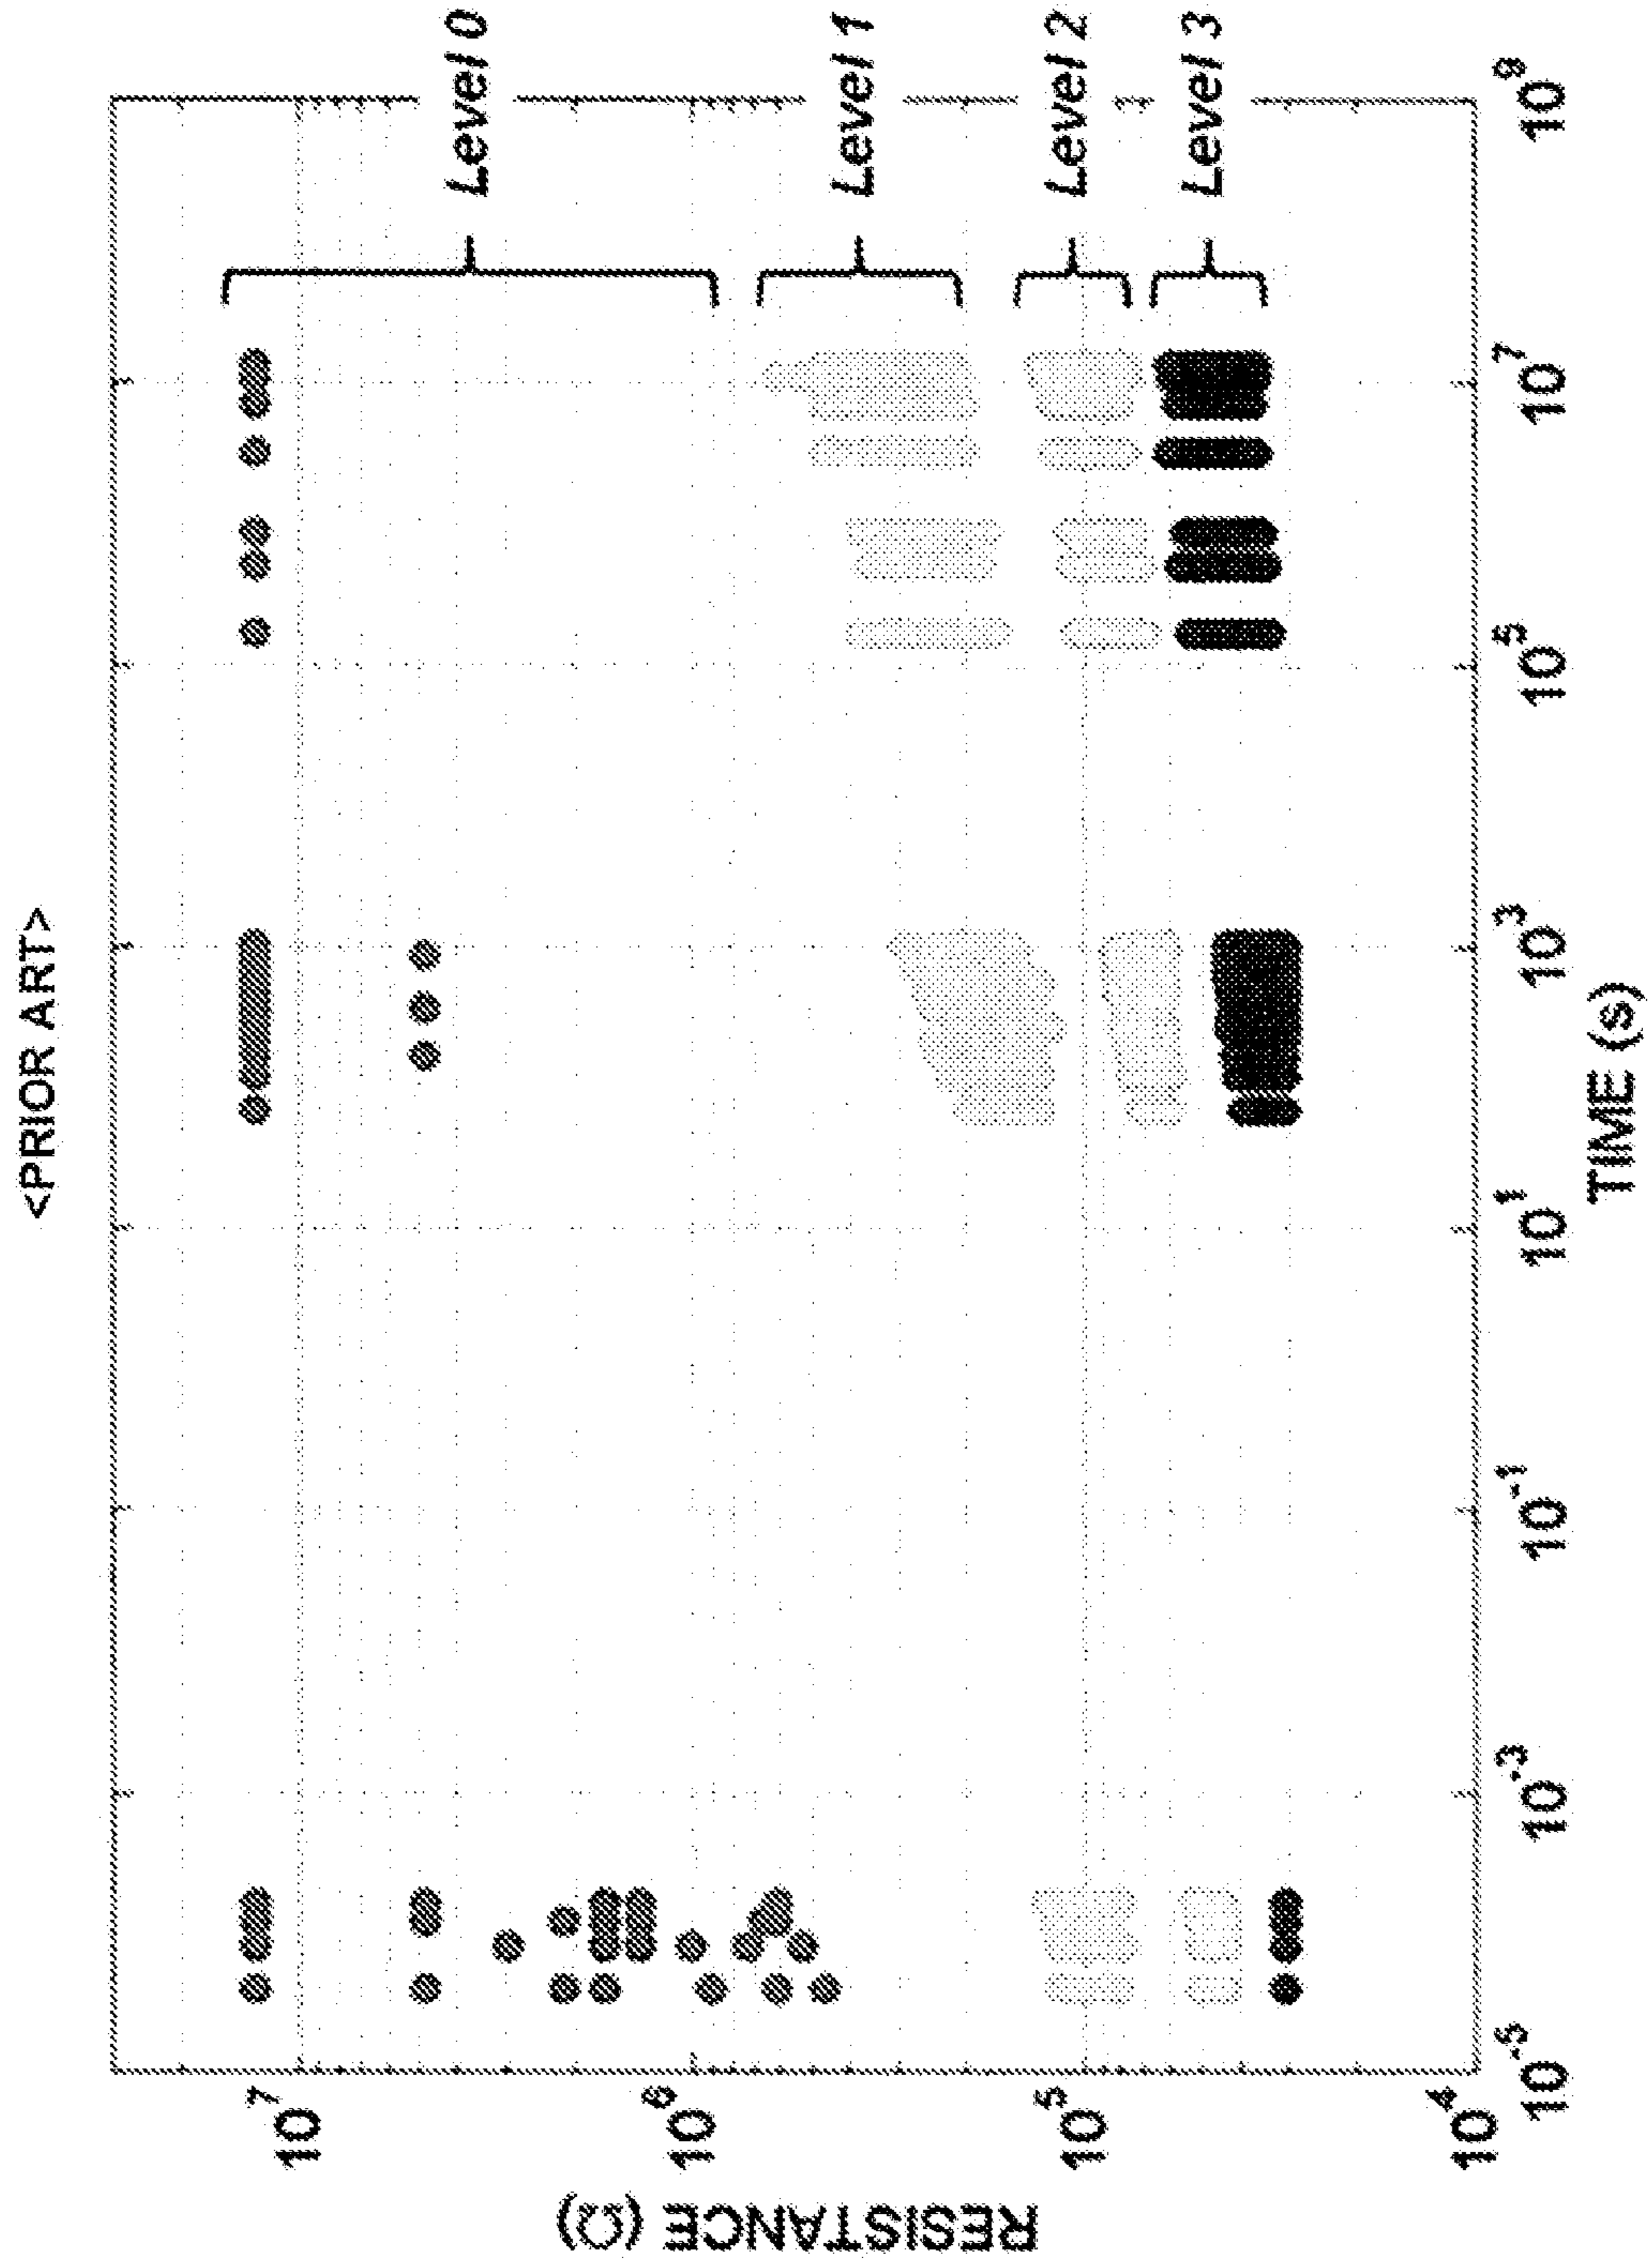 <PRIOR ART>
RESISTANCE (Ω)
10^7
10^6
10^5
10^4
Level 0
Level 1
Level 2
Level 3
10^-5
10^-3
10^-1
10^1
10^3
10^5
10^7
10^9
TIME (s)